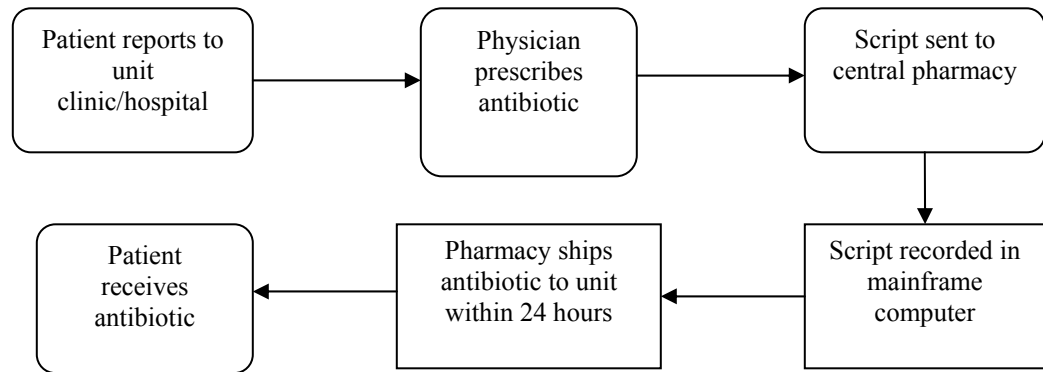 Patient reports to
unit
clinic/hospital
Physician
prescribes
antibiotic
Script sent to
central pharmacy
Script recorded in
mainframe
computer
Pharmacy ships
antibiotic to unit
within 24 hours
Patient
receives
antibiotic